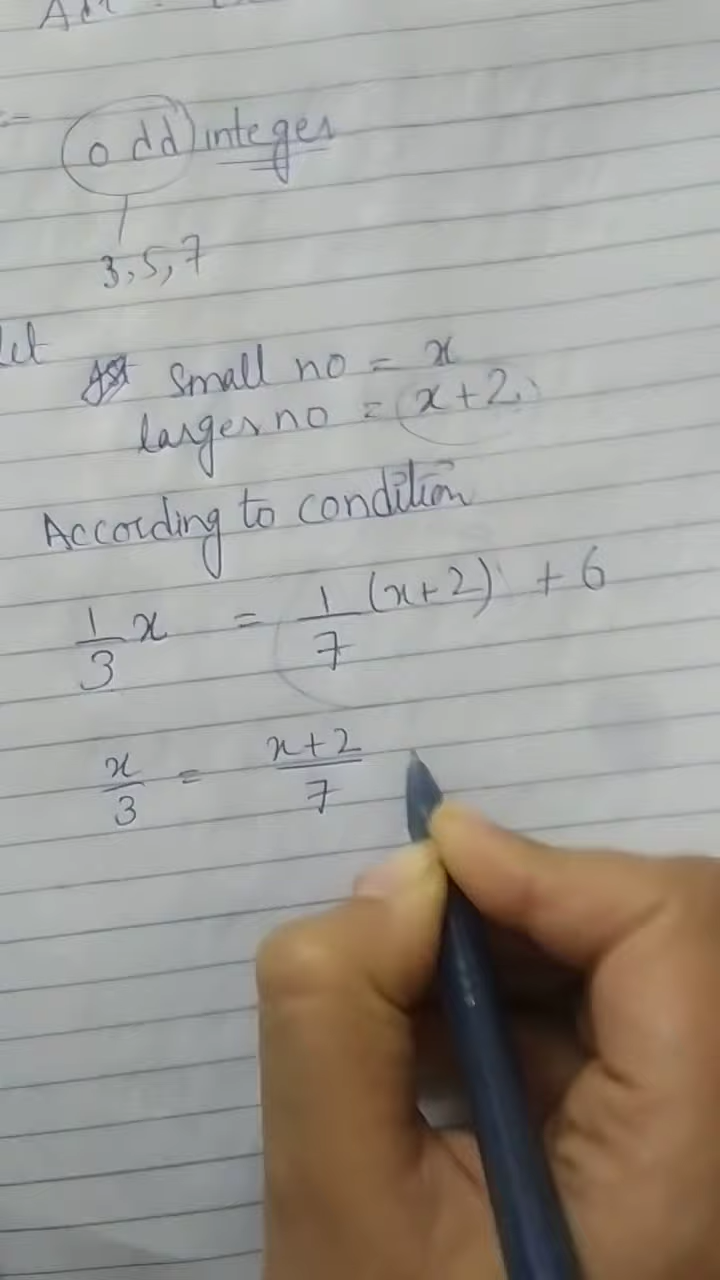 odd integer
3, 5, 7
Let small no = x
larger no = x + 2
According to condition
1/3 x = 1/7 (x+2) + 6
x/3 = x+2/7